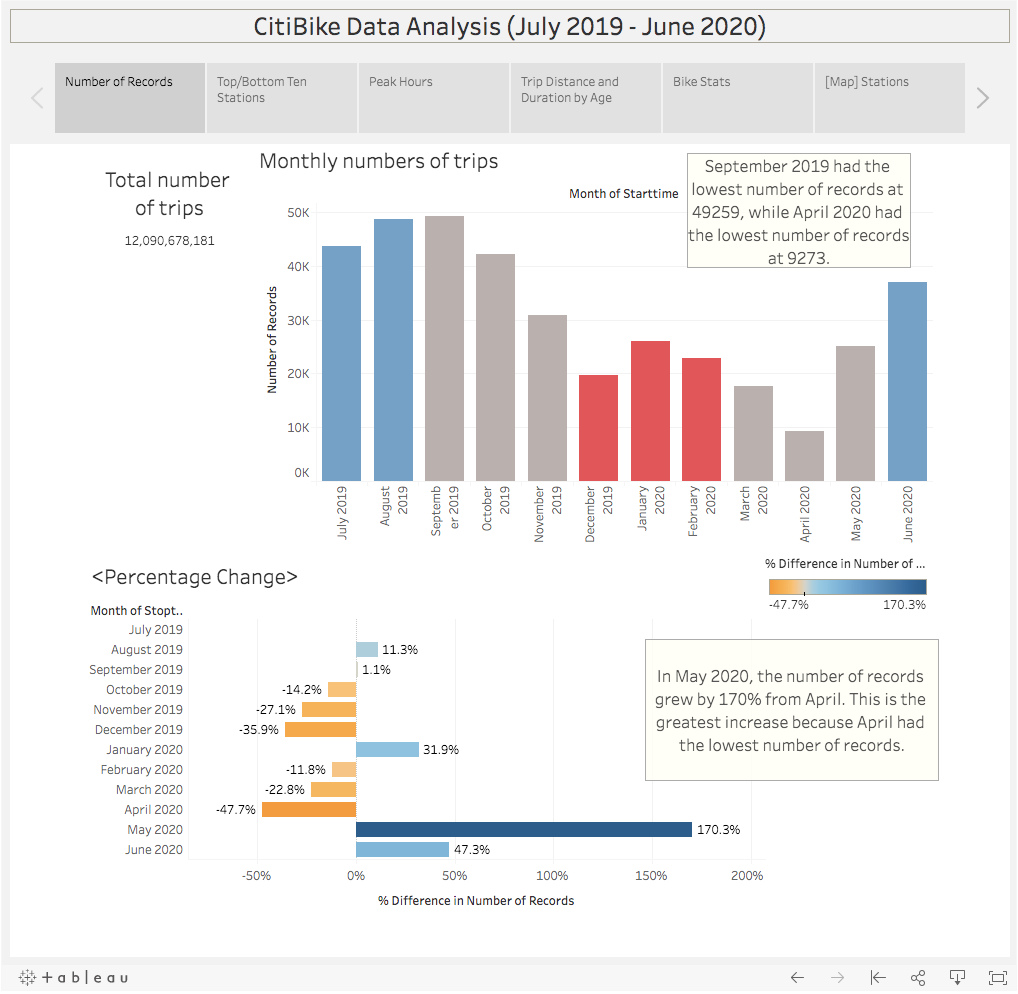 CitiBike Data Analysis (July 2019 - June 2020)
Number of Records
Top/Bottom Ten
Stations
Peak Hours
Trip Distance and
Duration by Age
Bike Stats
[Map] Stations
Total number
of trips
12,090,678,181
Monthly numbers of trips
Month of Starttime
September 2019 had the
lowest number of records at
49259, while April 2020 had
the lowest number of records
at 9273.
Number of Records
50K
40K
30K
20K
10K
0K
July 2019
August
2019
Septemb
er 2019
October
2019
November
2019
December
2019
January
2020
February
2020
March
2020
April 2020
May 2020
June 2020
% Difference in Number of ...
-47.7%
170.3%
<Percentage Change>
Month of Stopt..
July 2019
August 2019 11.3%
September 2019 1.1%
October 2019 -14.2%
November 2019 -27.1%
December 2019 -35.9%
January 2020 31.9%
February 2020 -11.8%
March 2020 -22.8%
April 2020 -47.7%
May 2020 170.3%
June 2020 47.3%
-50% 0% 50% 100% 150% 200%
% Difference in Number of Records
In May 2020, the number of records
grew by 170% from April. This is the
greatest increase because April had
the lowest number of records.
+ a b | e a u